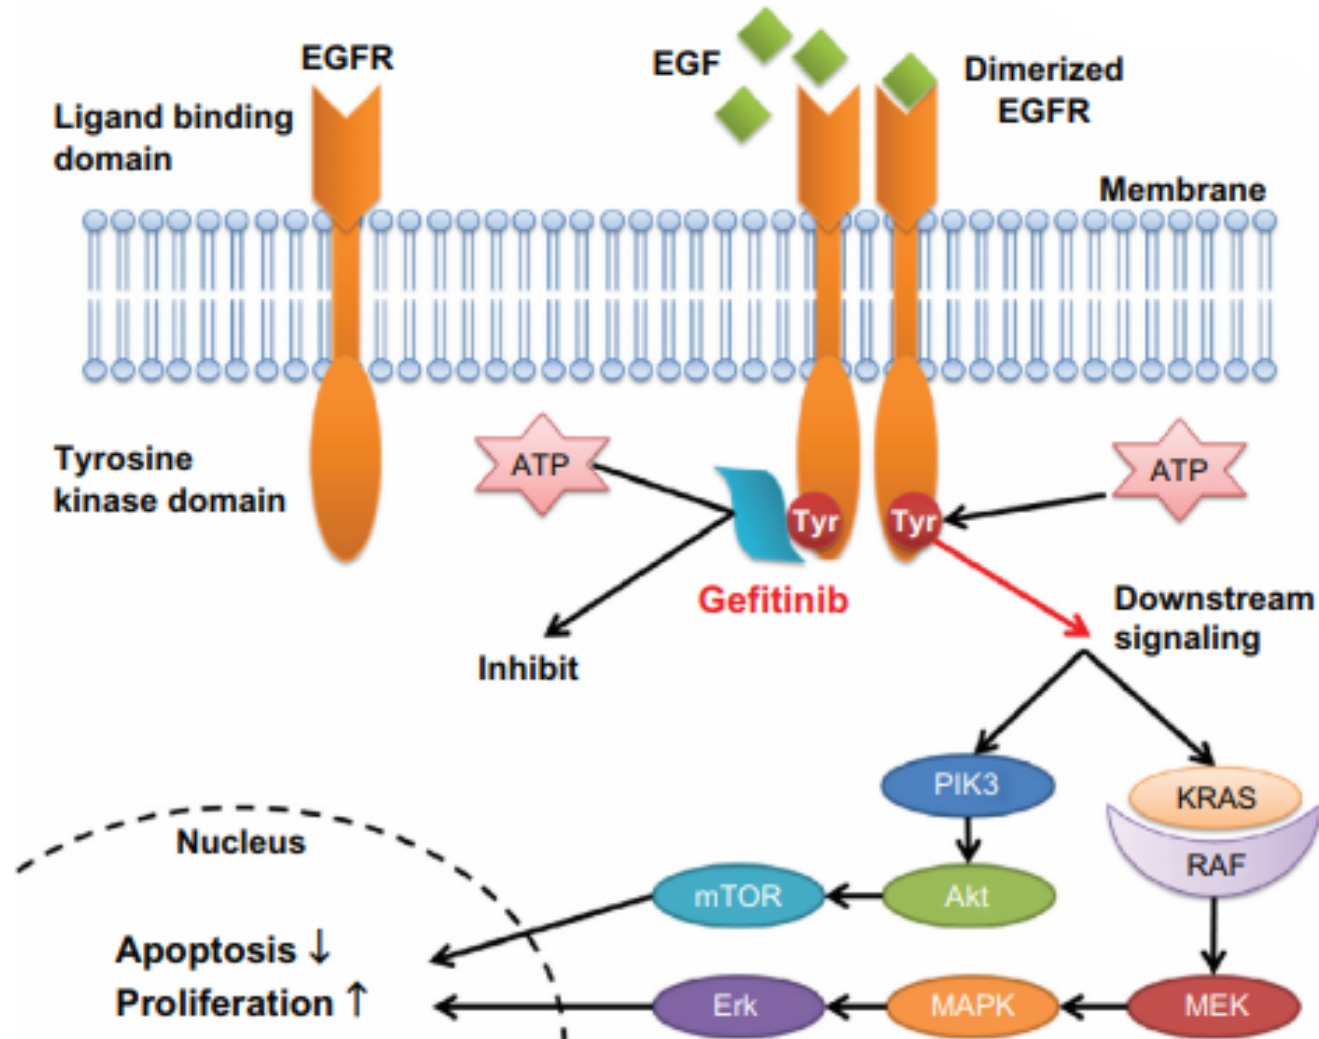 EGFR
EGF
Dimerized
EGFR
Ligand binding
domain
Membrane
Tyrosine
kinase domain
ATP
Tyr
Tyr
ATP
Gefitinib
Inhibit
Downstream
signaling
PIK3
KRAS
RAF
Nucleus
mTOR
Akt
Apoptosis ↓
Proliferation ↑
Erk
MAPK
MEK